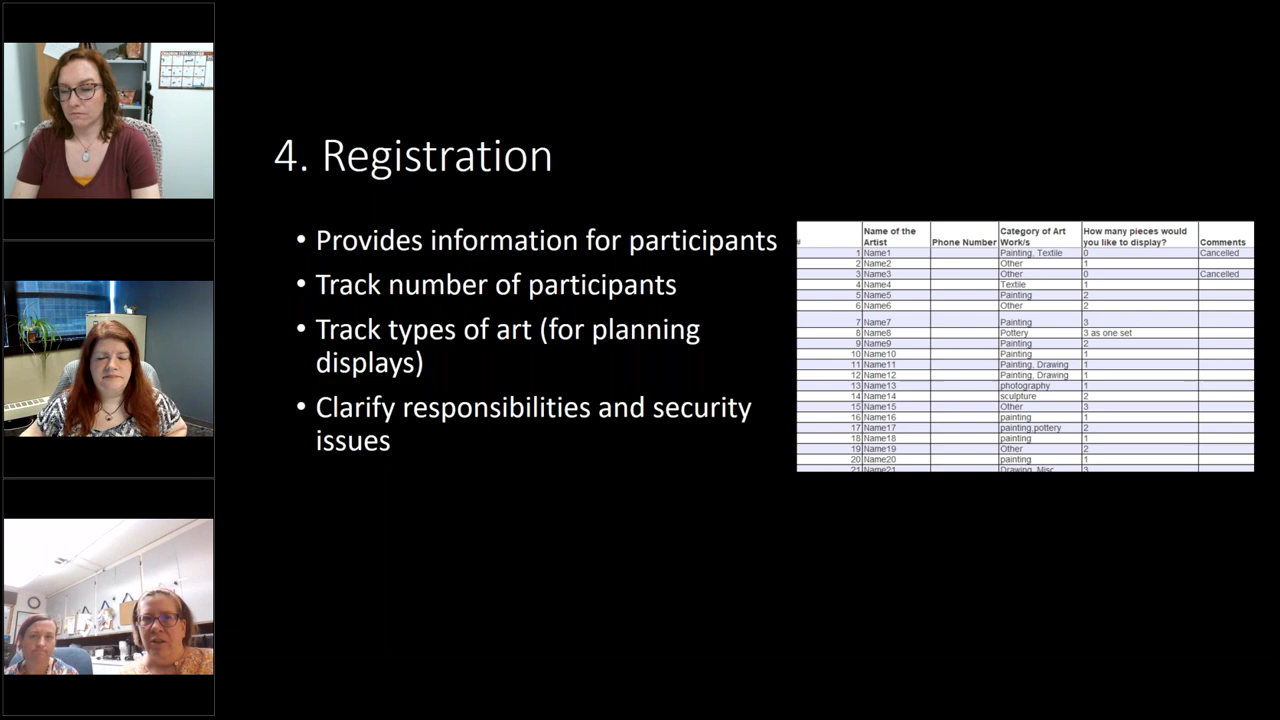 4. Registration
• Provides information for participants
• Track number of participants
• Track types of art (for planning
displays)
• Clarify responsibilities and security
issues
# Name of the Artist Phone Number Category of Art Work/s How many pieces would you like to display? Comments
1 Name1 Painting, Textile 0 Cancelled
2 Name2 Other 1
3 Name3 Other 0 Cancelled
4 Name4 Textile 1
5 Name5 Painting 2
6 Name6 Other 2
7 Name7 Painting 3
8 Name8 Pottery 3 as one set
9 Name9 Painting 2
10 Name10 Painting 1
11 Name11 Painting, Drawing 1
12 Name12 Painting, Drawing 1
13 Name13 photography 1
14 Name14 sculpture 2
15 Name15 Other 3
16 Name16 painting 1
17 Name17 painting,pottery 2
18 Name18 painting 1
19 Name19 Other 2
20 Name20 painting 1
21 Name21 Drawing, Misc 3